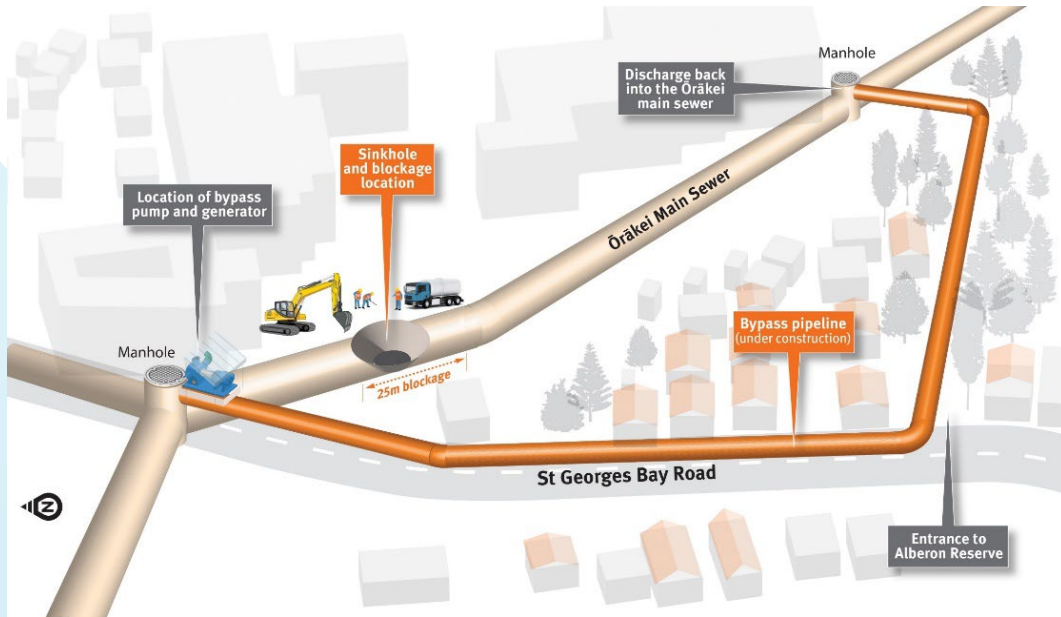 Manhole
Discharge back
into the Ōrākei
main sewer
Sinkhole
and blockage
location
Location of bypass
pump and generator
Ōrākei Main Sewer
Manhole
25m blockage
Bypass pipeline
(under construction)
St Georges Bay Road
N
Entrance to
Alberon Reserve